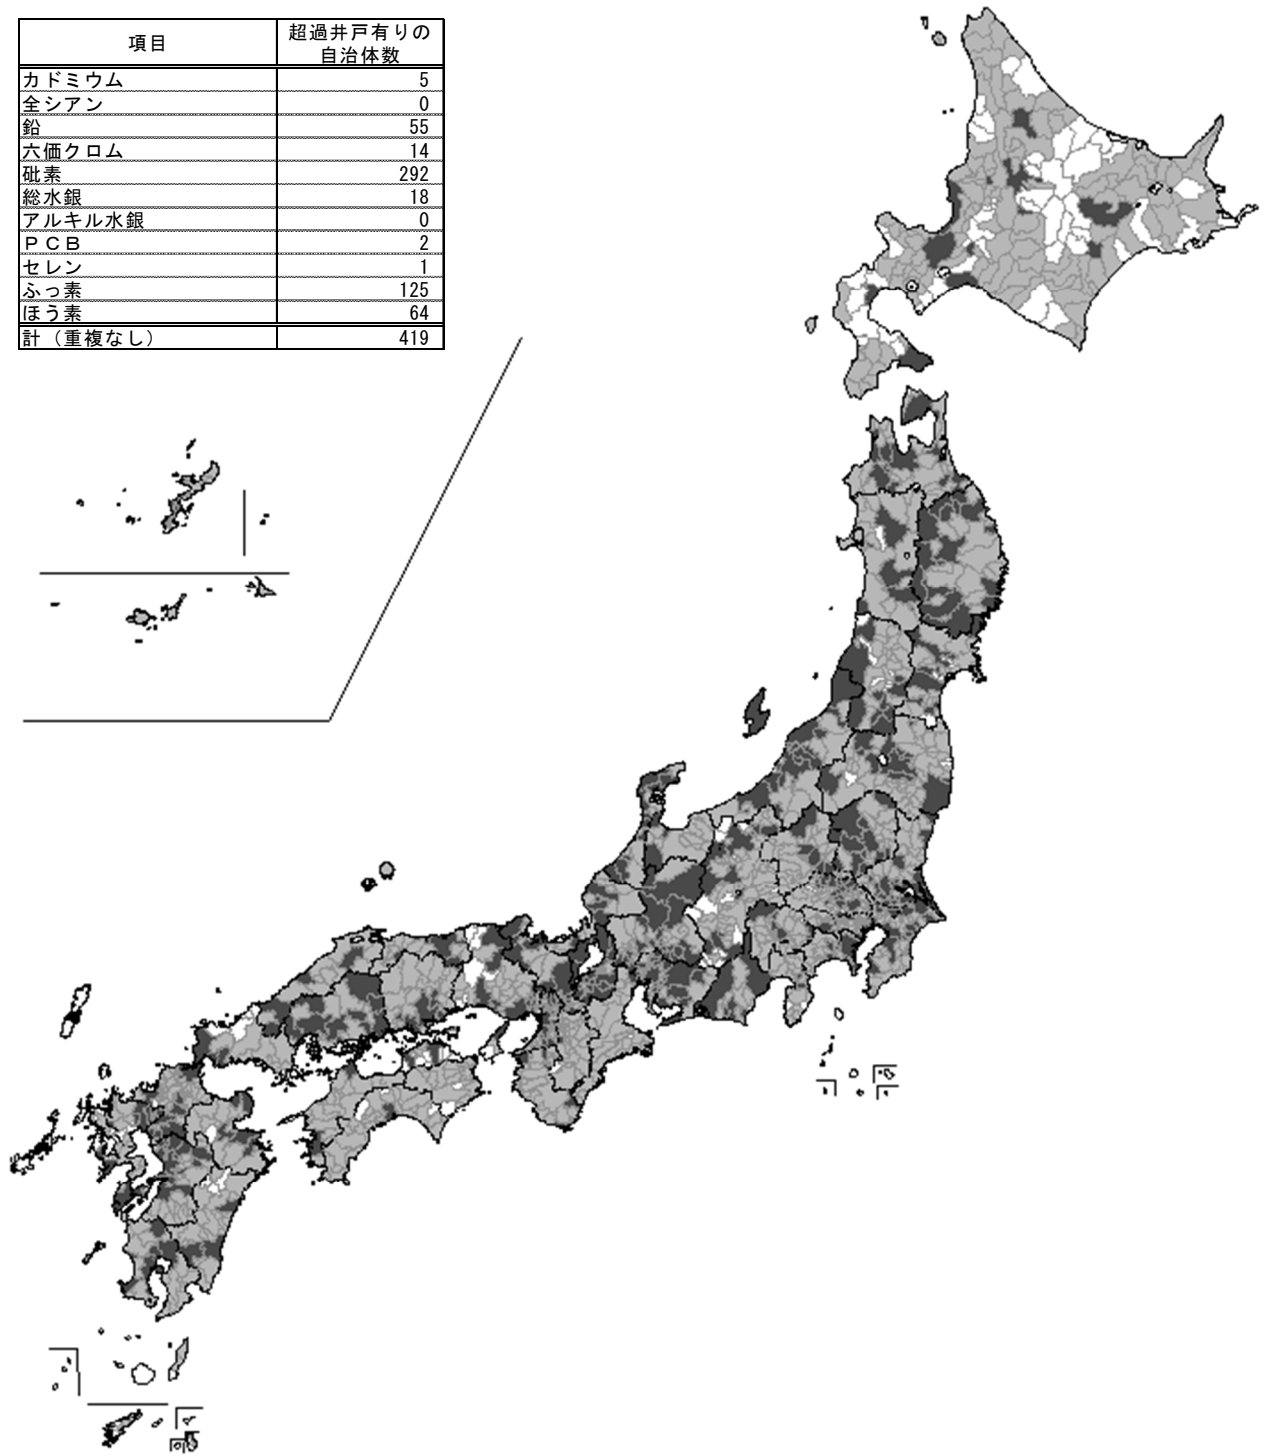 項目 超過井戸有りの
自治体数
カドミウム 5
全シアン 0
鉛 55
六価クロム 14
砒素 292
総水銀 18
アルキル水銀 0
ＰＣＢ 2
セレン 1
ふっ素 125
ほう素 64
計（重複なし） 419